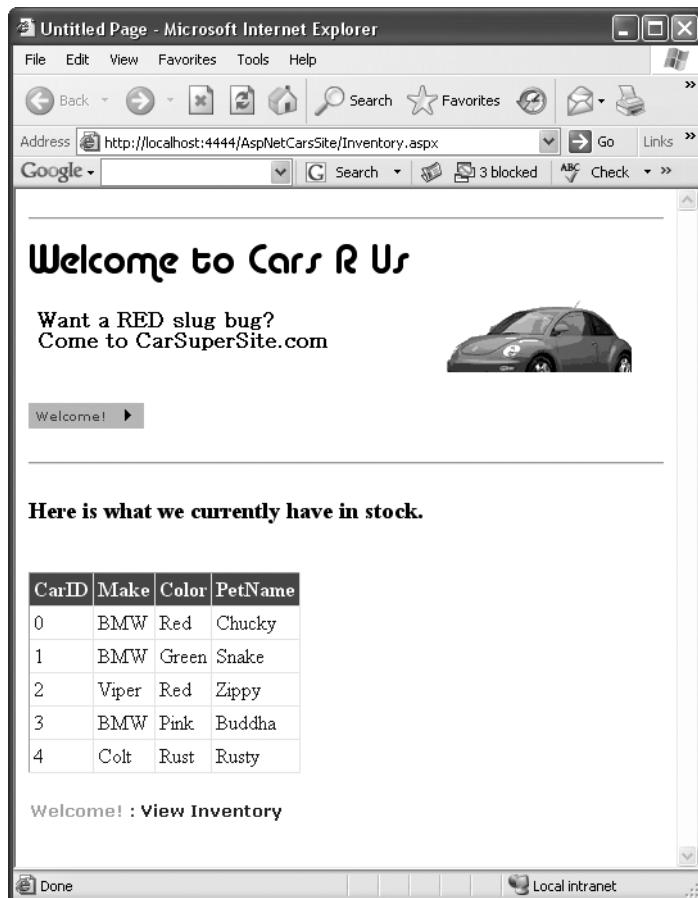 Untitled Page - Microsoft Internet Explorer
File Edit View Favorites Tools Help
Back Search Favorites »
Address http://localhost:4444/AspNetCarsSite/Inventory.aspx Go Links »
Google Search 3 blocked ABC Check »
Welcome to Cars R Us
Want a RED slug bug?
Come to CarSuperSite.com
Welcome!
Here is what we currently have in stock.
CarID Make Color PetName
0 BMW Red Chucky
1 BMW Green Snake
2 Viper Red Zippy
3 BMW Pink Buddha
4 Colt Rust Rusty
Welcome! : View Inventory
Done Local intranet